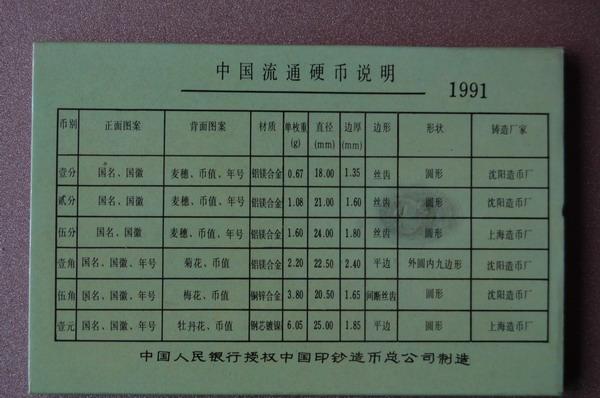 中国流通硬币说明
1991
币别 正面图案 背面图案 材质 单枚重(g) 直径(mm) 边厚(mm) 边形 形状 铸造厂家
壹分 国名、国徽 麦穗、币值、年号 铝镁合金 0.67 18.00 1.35 丝齿 圆形 沈阳造币厂
贰分 国名、国徽 麦穗、币值、年号 铝镁合金 1.08 21.00 1.60 丝齿 圆形 沈阳造币厂
伍分 国名、国徽 麦穗、币值、年号 铝镁合金 1.60 24.00 1.80 丝齿 圆形 上海造币厂
壹角 国名、国徽、年号 菊花、币值 铝镁合金 2.20 22.50 2.40 平边 外圆内九边形 沈阳造币厂
伍角 国名、国徽、年号 梅花、币值 铜锌合金 3.80 20.50 1.65 间断丝齿 圆形 沈阳造币厂
壹元 国名、国徽、年号 牡丹花、币值 钢芯镀镍 6.05 25.00 1.85 平边 圆形 上海造币厂
中国人民银行授权中国印钞造币总公司制造